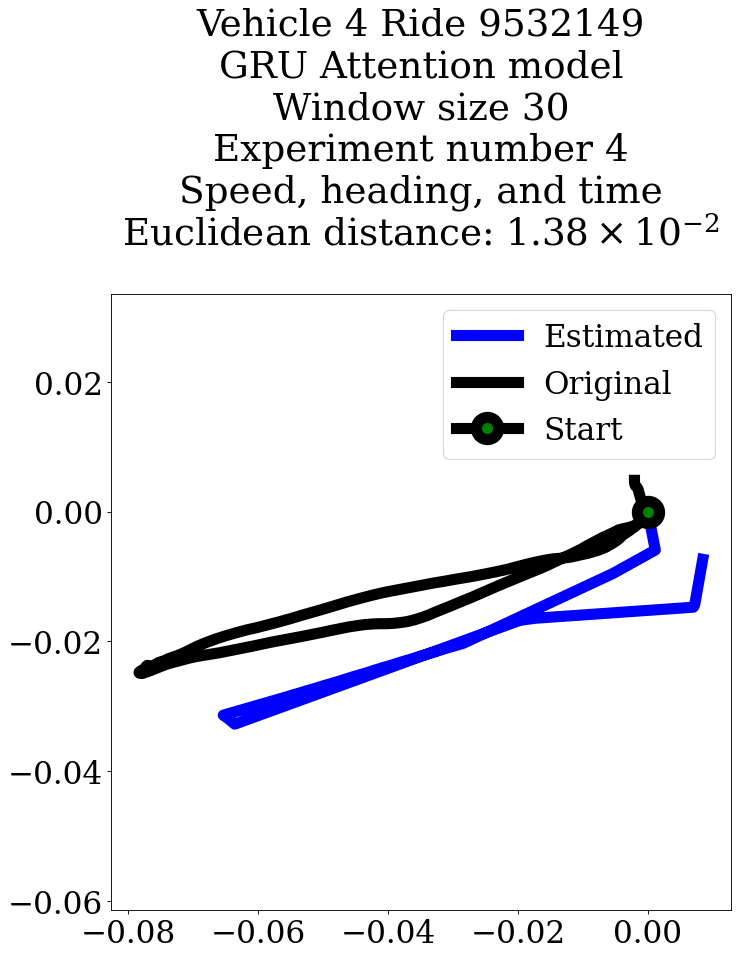 Vehicle 4 Ride 9532149
GRU Attention model
Window size 30
Experiment number 4
Speed, heading, and time
Euclidean distance: 1.38 × 10⁻²
Estimated
Original
Start
0.02
0.00
−0.02
−0.04
−0.06
−0.08 −0.06 −0.04 −0.02 0.00